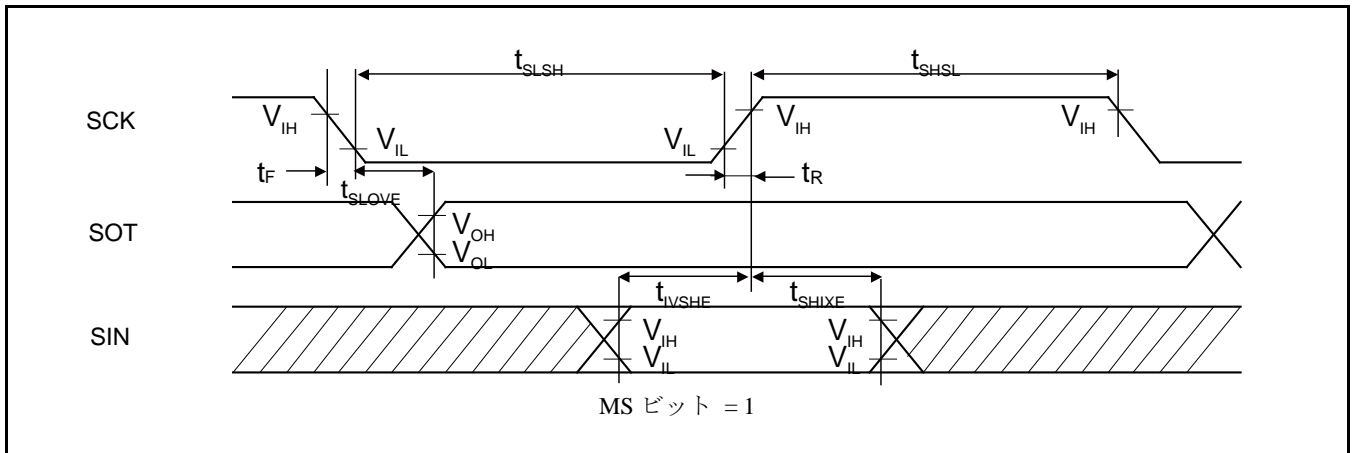 tSLSH tSHSL
SCK VIH VIL VIL VIH VIH
tF tR
tSLOVE
SOT VOH
VOL
tIVSHE tSHIXE
SIN VIH VIH
VIL VIL
MS ビット = 1